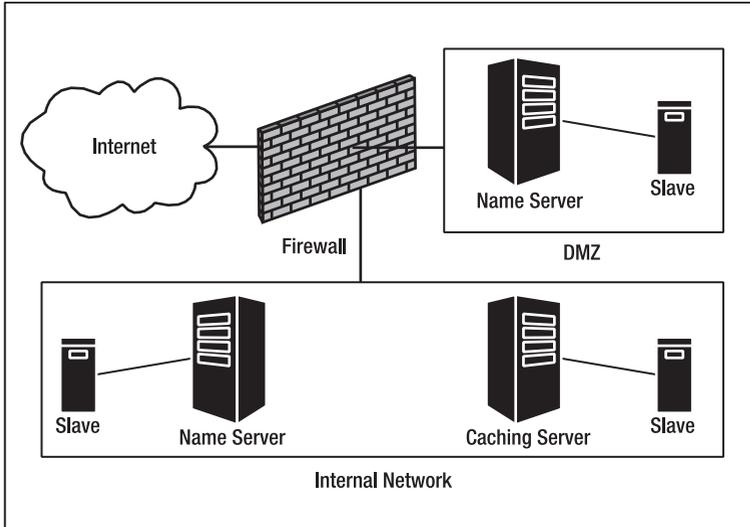 Internet
Firewall
Name Server
Slave
DMZ
Slave
Name Server
Caching Server
Slave
Internal Network